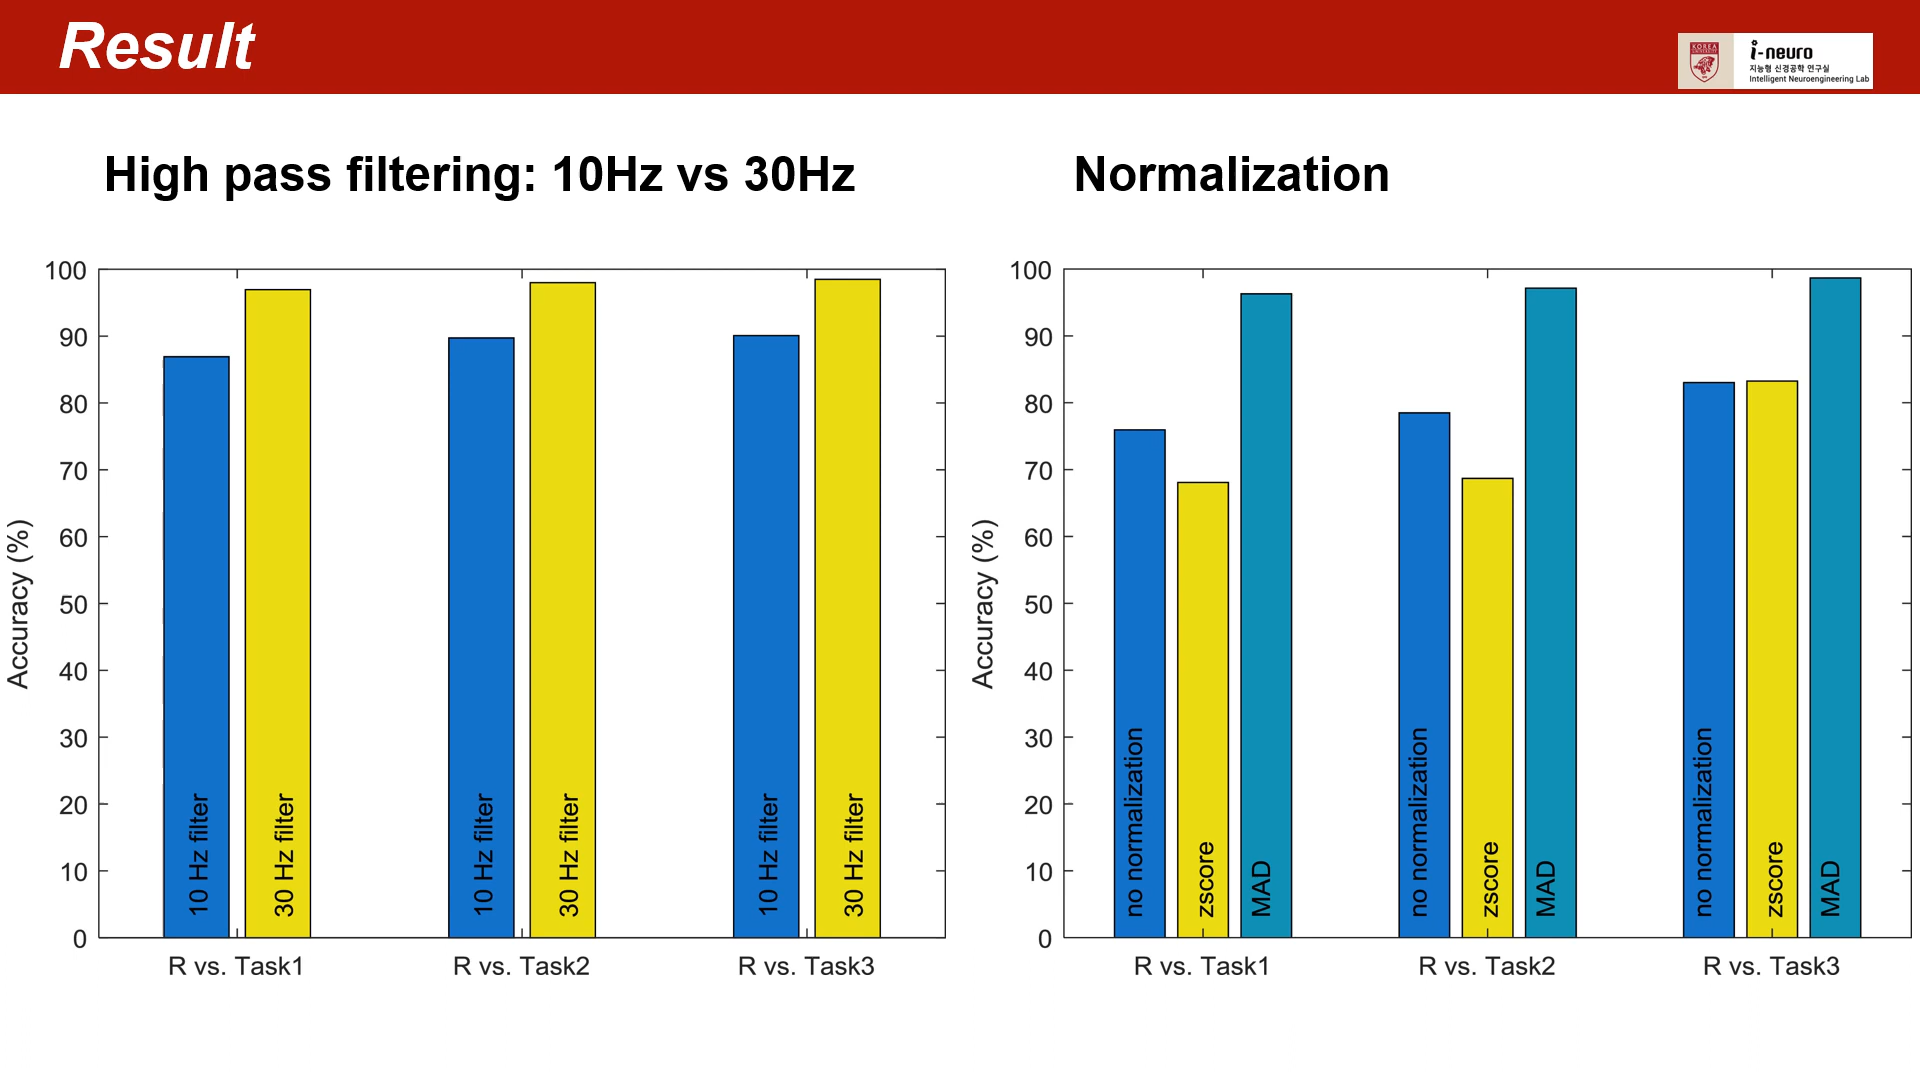 Result
KOREA
UNIVERSITY
i-neuro
지능형 신경공학 연구실
Intelligent Neuroengineering Lab
High pass filtering: 10Hz vs 30Hz
Accuracy (%)
100
90
80
70
60
50
40
30
20
10
0
10 Hz filter
30 Hz filter
10 Hz filter
30 Hz filter
10 Hz filter
30 Hz filter
R vs. Task1
R vs. Task2
R vs. Task3
Normalization
Accuracy (%)
100
90
80
70
60
50
40
30
20
10
0
no normalization
zscore
MAD
no normalization
zscore
MAD
no normalization
zscore
MAD
R vs. Task1
R vs. Task2
R vs. Task3